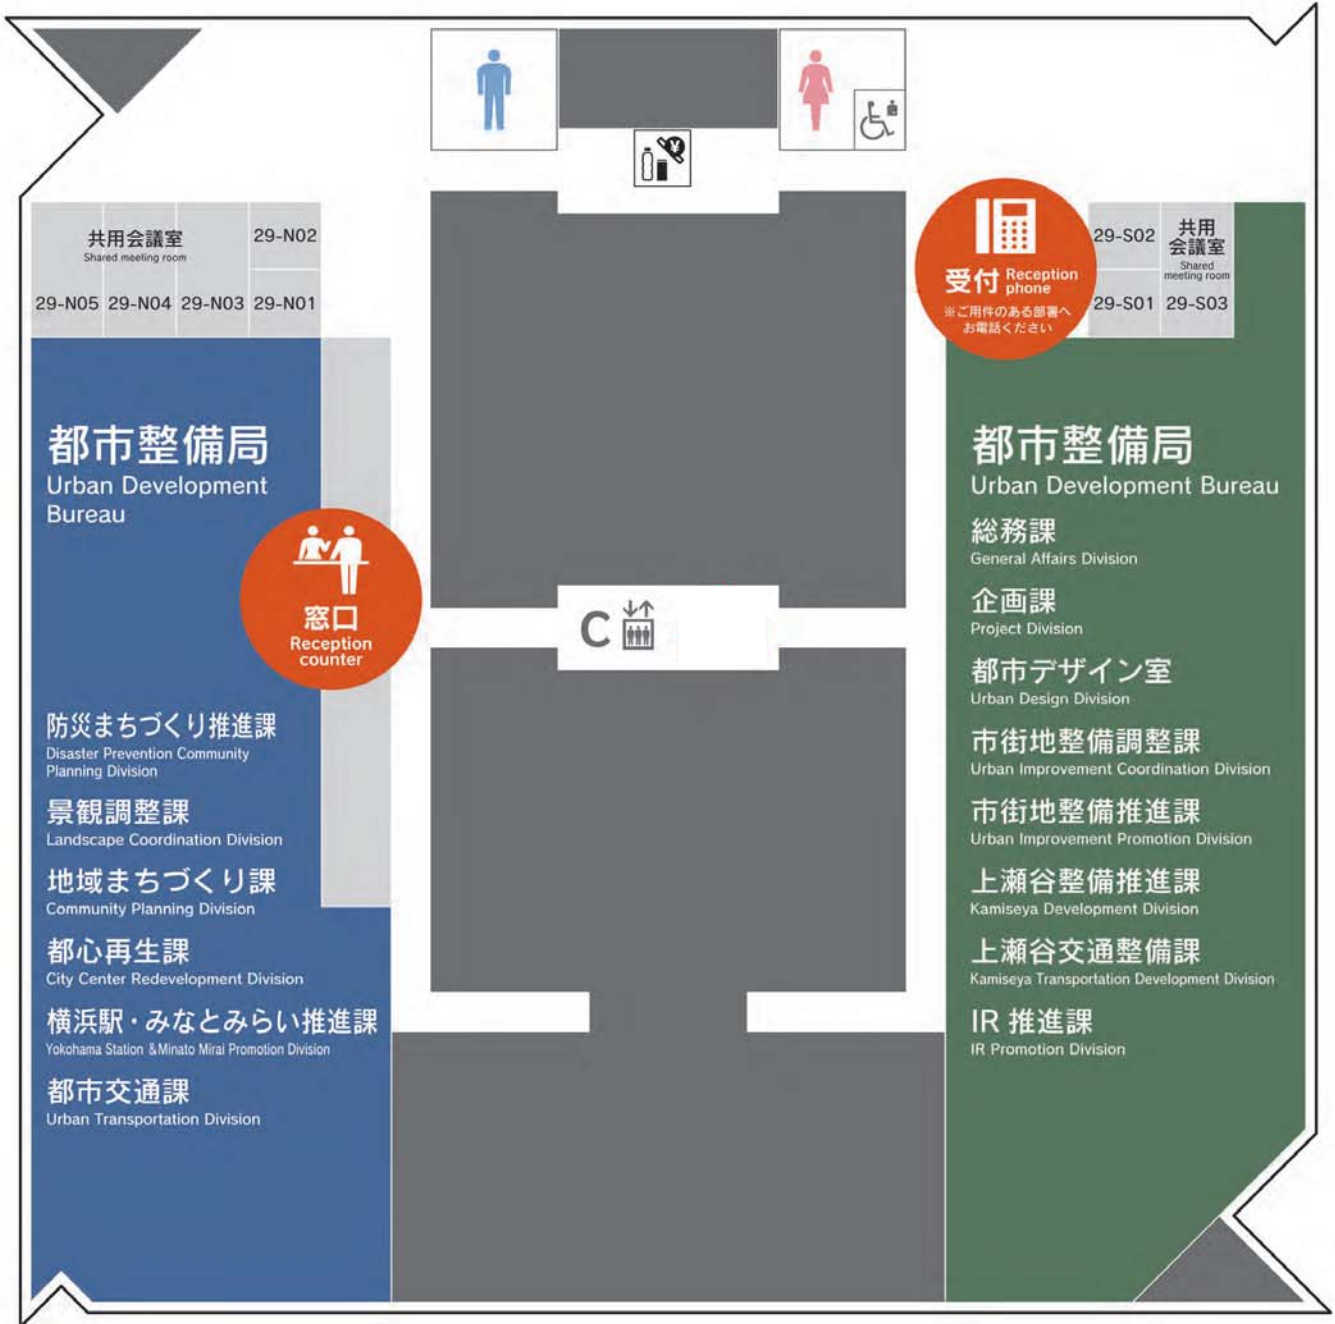 共用会議室
Shared meeting room
29-N02
29-N05 29-N04 29-N03 29-N01
都市整備局
Urban Development
Bureau
窓口
Reception
counter
防災まちづくり推進課
Disaster Prevention Community
Planning Division
景観調整課
Landscape Coordination Division
地域まちづくり課
Community Planning Division
都心再生課
City Center Redevelopment Division
横浜駅・みなとみらい推進課
Yokohama Station &Minato Mirai Promotion Division
都市交通課
Urban Transportation Division
¥
C
受付 Reception
phone
※ご用件のある部署へ
お電話ください
29-S02
共用
会議室
Shared
meeting room
29-S01 29-S03
都市整備局
Urban Development Bureau
総務課
General Affairs Division
企画課
Project Division
都市デザイン室
Urban Design Division
市街地整備調整課
Urban Improvement Coordination Division
市街地整備推進課
Urban Improvement Promotion Division
上瀬谷整備推進課
Kamiseya Development Division
上瀬谷交通整備課
Kamiseya Transportation Development Division
IR 推進課
IR Promotion Division